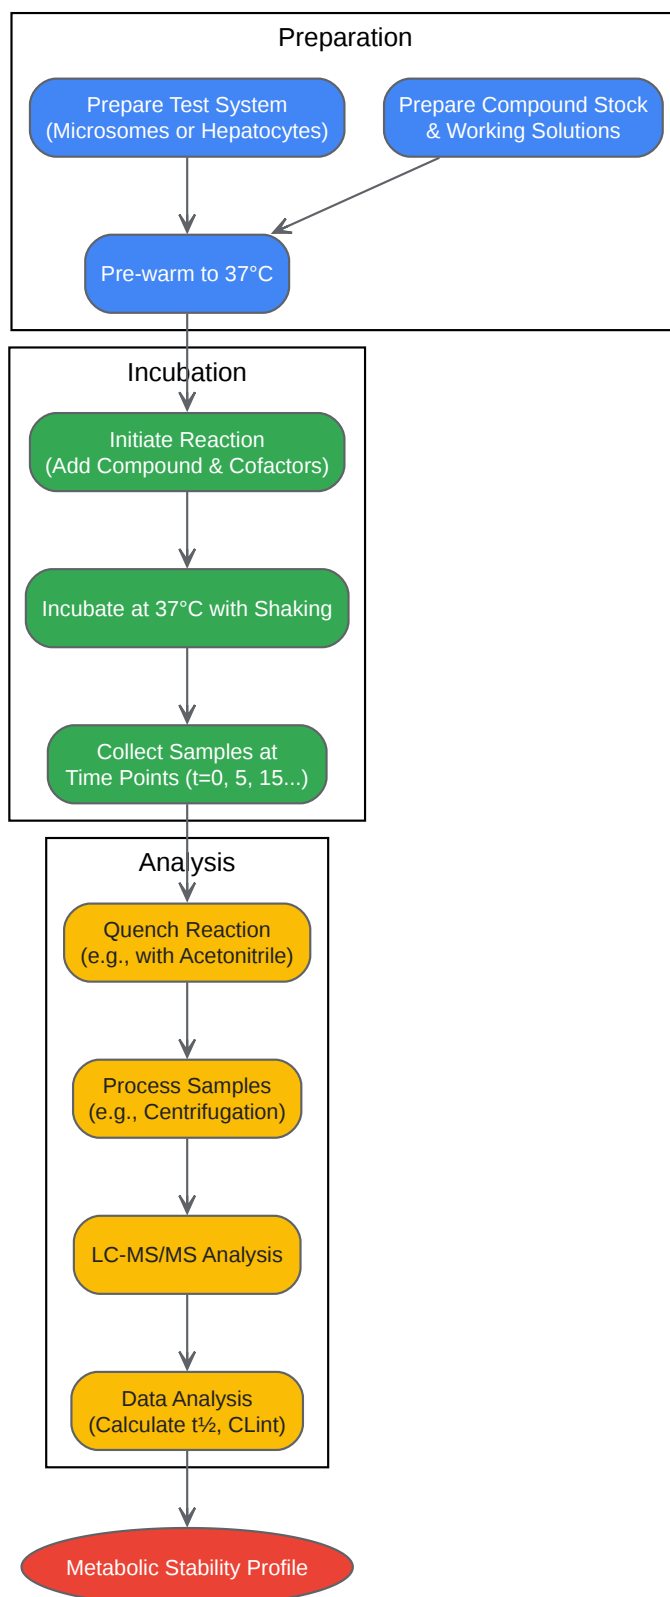 Preparation
Prepare Test System
(Microsomes or Hepatocytes)
Prepare Compound Stock
& Working Solutions
Pre-warm to 37°C
Incubation
Initiate Reaction
(Add Compound & Cofactors)
Incubate at 37°C with Shaking
Collect Samples at
Time Points (t=0, 5, 15...)
Analysis
Quench Reaction
(e.g., with Acetonitrile)
Process Samples
(e.g., Centrifugation)
LC-MS/MS Analysis
Data Analysis
(Calculate t½, CLint)
Metabolic Stability Profile